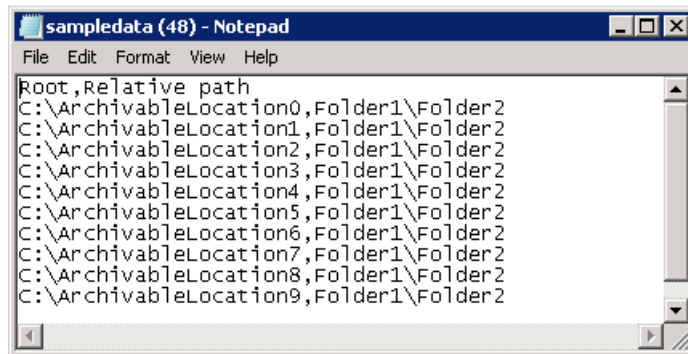 sampledata (48) - Notepad
File Edit Format View Help
Root,Relative path
C:\ArchivableLocation0,Folder1\Folder2
C:\ArchivableLocation1,Folder1\Folder2
C:\ArchivableLocation2,Folder1\Folder2
C:\ArchivableLocation3,Folder1\Folder2
C:\ArchivableLocation4,Folder1\Folder2
C:\ArchivableLocation5,Folder1\Folder2
C:\ArchivableLocation6,Folder1\Folder2
C:\ArchivableLocation7,Folder1\Folder2
C:\ArchivableLocation8,Folder1\Folder2
C:\ArchivableLocation9,Folder1\Folder2